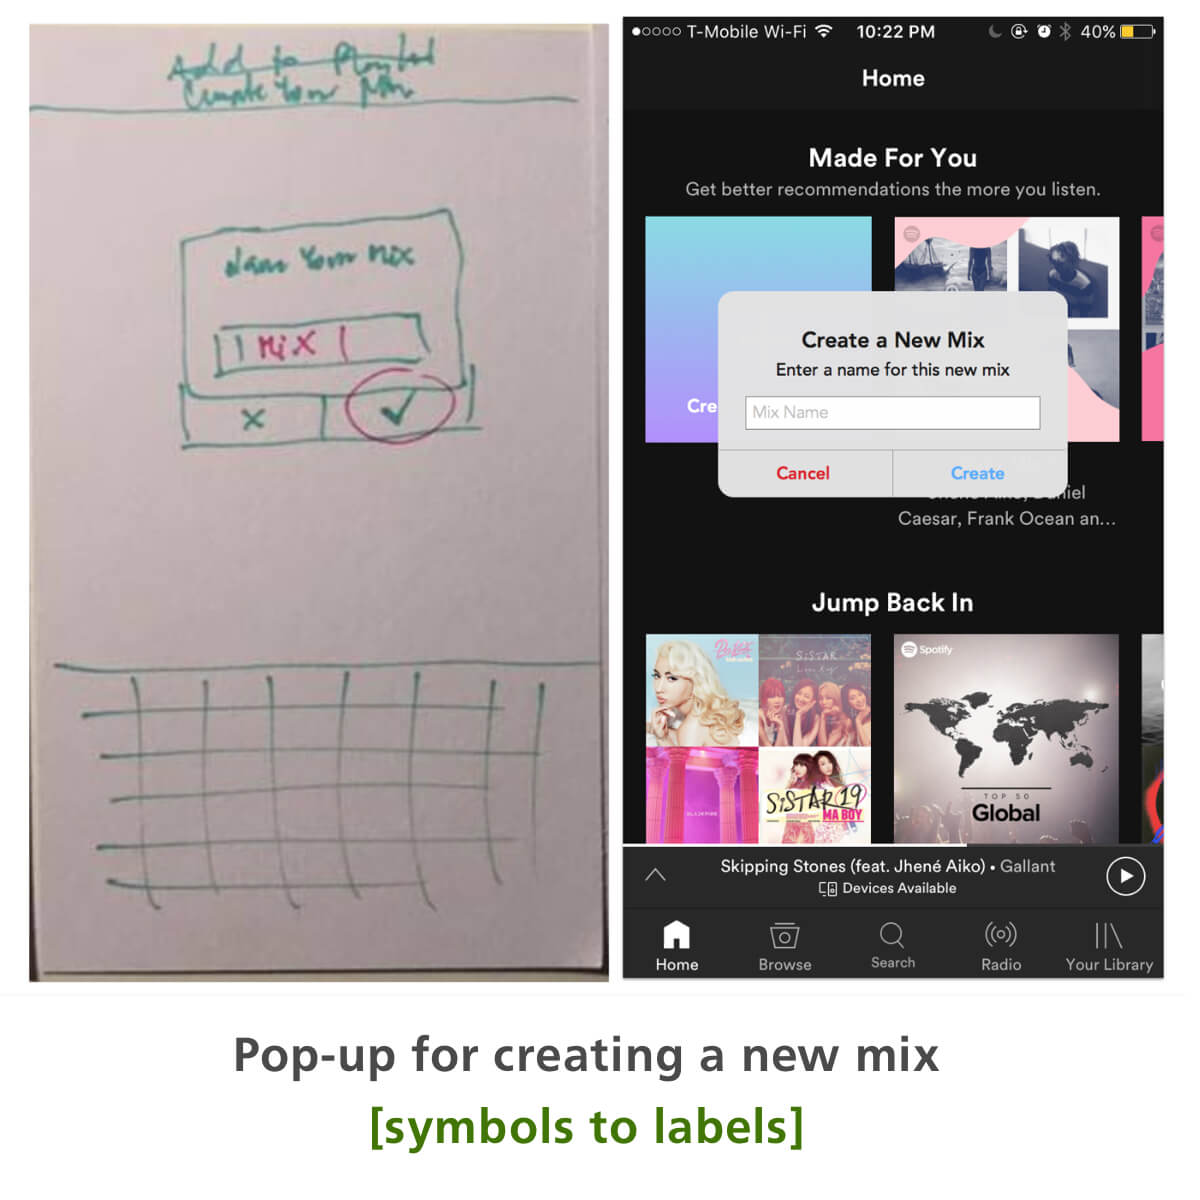 Add to Playlist
Create Your Mix
Name Your Mix
MiX
T-Mobile Wi-Fi 10:22 PM 40%
Home
Made For You
Get better recommendations the more you listen.
Cre
Create a New Mix
Enter a name for this new mix
Mix Name
Cancel Create
Caesar, Frank Ocean an...
Jump Back In
SISTAR
Spotify
BLACKPINK
SiSTAR19
MA BOY
TOP 50
Global
Skipping Stones (feat. Jhené Aiko) • Gallant
Devices Available
Home Browse Search Radio Your Library
Pop-up for creating a new mix
[symbols to labels]